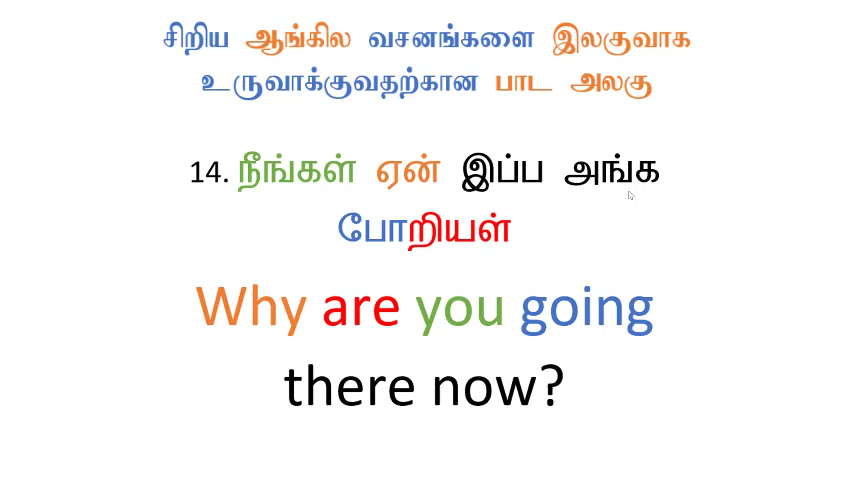 சிறிய ஆங்கில வசனங்களை இலகுவாக
உருவாக்குவதற்கான பாட அலகு
14. நீங்கள் ஏன் இப்ப அங்க
போறியள்
Why are you going
there now?